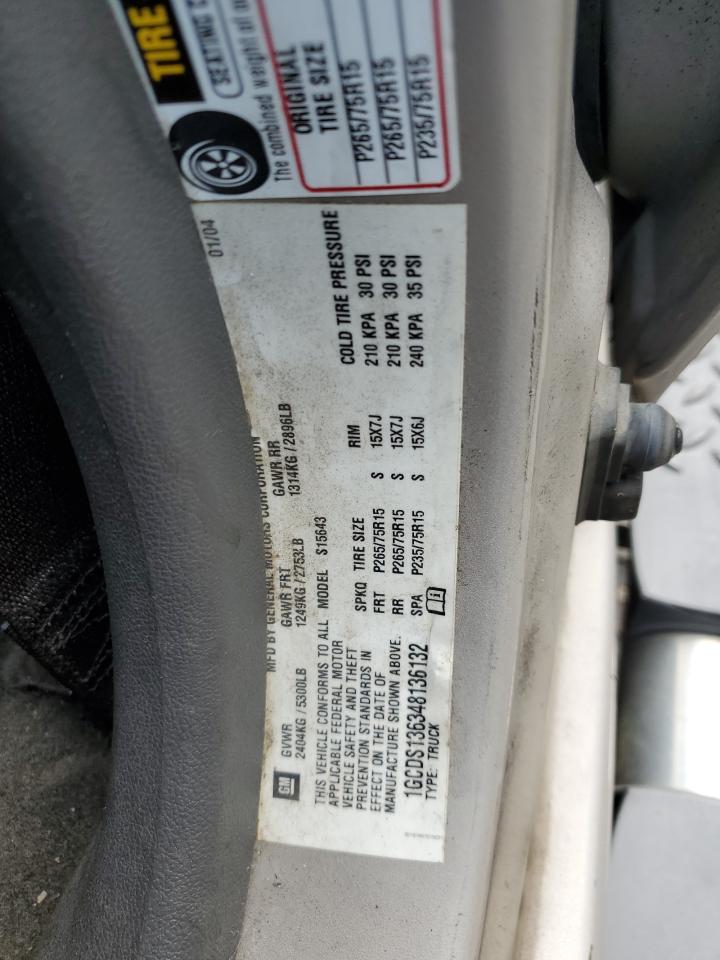 TIRE
SEATING C
The combined weight of
ORIGINAL
TIRE SIZE
P265/75R15
P265/75R15
P235/75R15
01/04
MFD BY GENERAL MOTORS CORPORATION
GM
GVWR GAWR FRT GAWR RR
2404KG / 5300LB 1249KG / 2753LB 1314KG / 2896LB
THIS VEHICLE CONFORMS TO ALL MODEL S15643
APPLICABLE FEDERAL MOTOR
VEHICLE SAFETY AND THEFT
PREVENTION STANDARDS IN
EFFECT ON THE DATE OF
MANUFACTURE SHOWN ABOVE.
SPKQ TIRE SIZE RIM COLD TIRE PRESSURE
FRT P265/75R15 S 15X7J 210 KPA 30 PSI
RR P265/75R15 S 15X7J 210 KPA 30 PSI
SPA P235/75R15 S 15X6J 240 KPA 35 PSI
1GCDS136348136132
TYPE: TRUCK